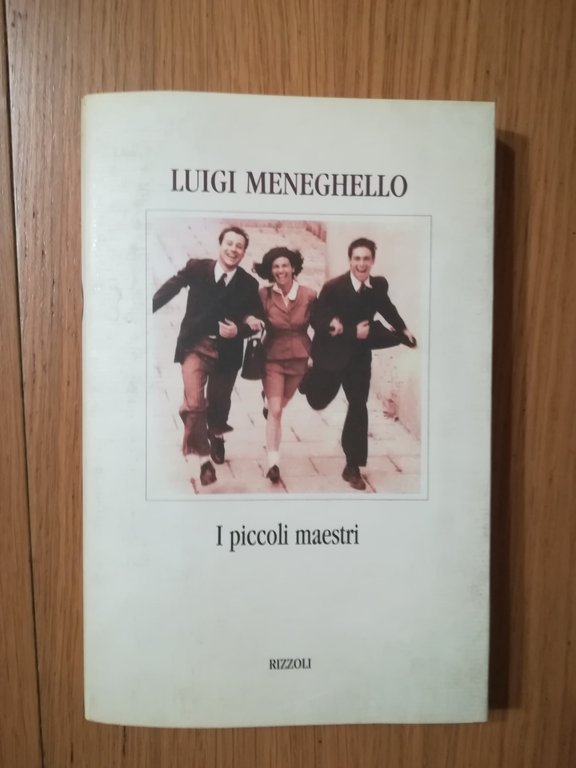 LUIGI MENEGHELLO
I piccoli maestri
RIZZOLI